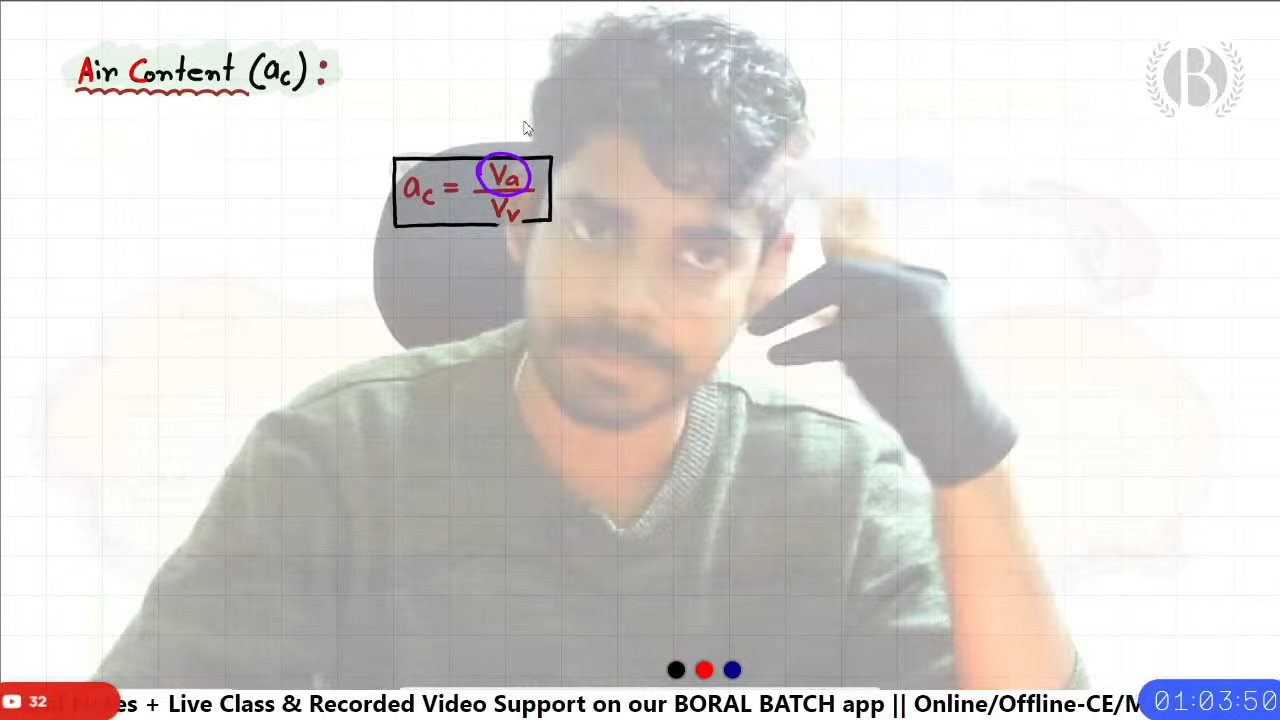 Air Content (ac) :
ac = Va / Vv
B
32
es + Live Class & Recorded Video Support on our BORAL BATCH app || Online/Offline-CE/M
01:03:50